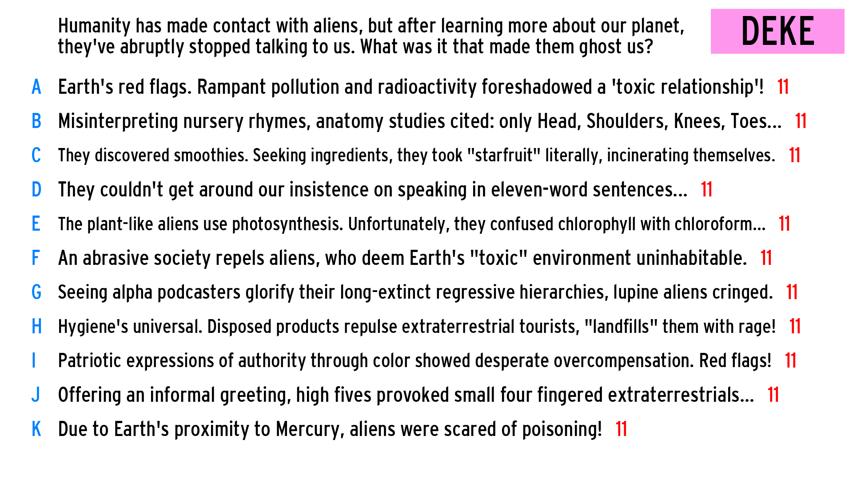 Humanity has made contact with aliens, but after learning more about our planet,
they've abruptly stopped talking to us. What was it that made them ghost us?
DEKE
A Earth's red flags. Rampant pollution and radioactivity foreshadowed a 'toxic relationship'! 11
B Misinterpreting nursery rhymes, anatomy studies cited: only Head, Shoulders, Knees, Toes... 11
C They discovered smoothies. Seeking ingredients, they took "starfruit" literally, incinerating themselves. 11
D They couldn't get around our insistence on speaking in eleven-word sentences... 11
E The plant-like aliens use photosynthesis. Unfortunately, they confused chlorophyll with chloroform... 11
F An abrasive society repels aliens, who deem Earth's "toxic" environment uninhabitable. 11
G Seeing alpha podcasters glorify their long-extinct regressive hierarchies, lupine aliens cringed. 11
H Hygiene's universal. Disposed products repulse extraterrestrial tourists, "landfills" them with rage! 11
I Patriotic expressions of authority through color showed desperate overcompensation. Red flags! 11
J Offering an informal greeting, high fives provoked small four fingered extraterrestrials... 11
K Due to Earth's proximity to Mercury, aliens were scared of poisoning! 11